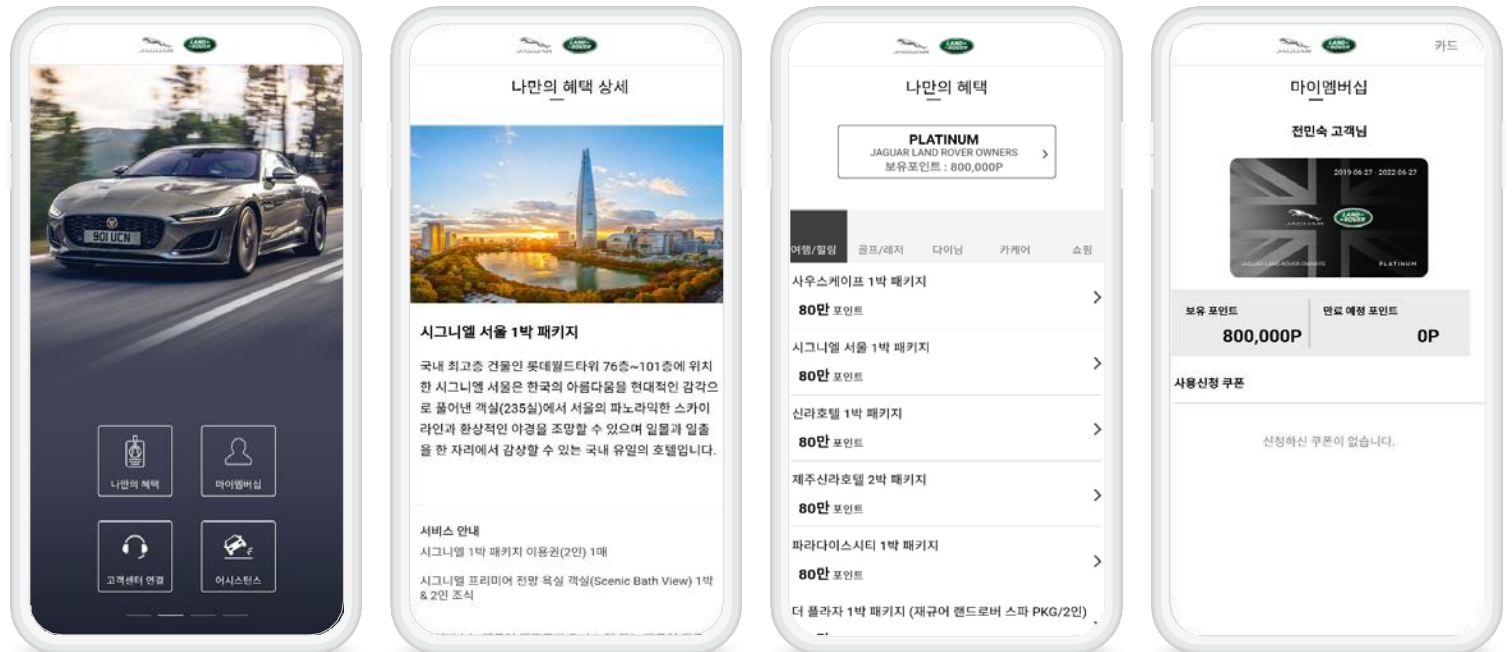 JAGUAR
LAND-ROVER
901 UCN
나만의 혜택
마이멤버십
고객센터 연결
어시스턴스
JAGUAR
LAND-ROVER
나만의 혜택 상세
시그니엘 서울 1박 패키지
국내 최고층 건물인 롯데월드타워 76층~101층에 위치
한 시그니엘 서울은 한국의 아름다움을 현대적인 감각으
로 풀어낸 객실(235실)에서 서울의 파노라믹한 스카이
라인과 환상적인 야경을 조망할 수 있으며 일몰과 일출
을 한 자리에서 감상할 수 있는 국내 유일의 호텔입니다.
서비스 안내
시그니엘 1박 패키지 이용권(2인) 1매
시그니엘 프리미어 전망 욕실 객실(Scenic Bath View) 1박
& 2인 조식
JAGUAR
LAND-ROVER
나만의 혜택
PLATINUM
JAGUAR LAND ROVER OWNERS
보유포인트 : 800,000P
여행/힐링 골프/레저 다이닝 카케어 쇼핑
사우스케이프 1박 패키지
80만 포인트
시그니엘 서울 1박 패키지
80만 포인트
신라호텔 1박 패키지
80만 포인트
제주신라호텔 2박 패키지
80만 포인트
파라다이스시티 1박 패키지
80만 포인트
더 플라자 1박 패키지 (재규어 랜드로버 스파 PKG/2인)
JAGUAR
LAND-ROVER
카드
마이멤버십
전민숙 고객님
2019-06-27 - 2022-06-27
JAGUAR
LAND-ROVER
JAGUAR LAND ROVER OWNERS
PLATINUM
보유 포인트 만료 예정 포인트
800,000P 0P
사용신청 쿠폰
신청하신 쿠폰이 없습니다.